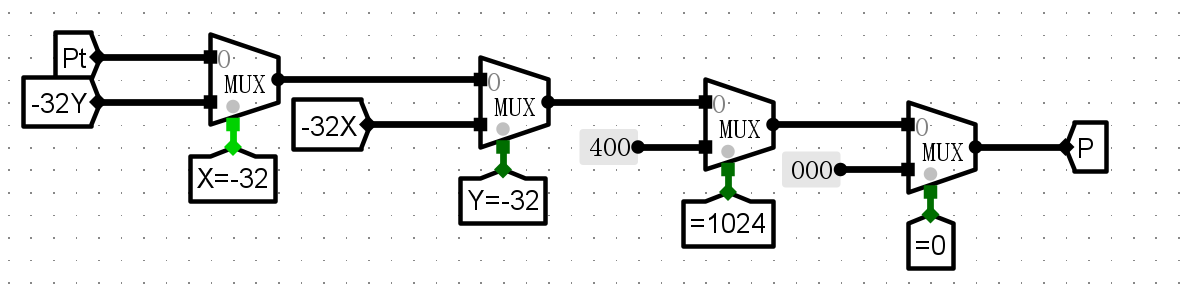 Pt
0
MUX
-32Y
X=-32
0
MUX
-32X
Y=-32
0
MUX
400
=1024
0
MUX
000
=0
P